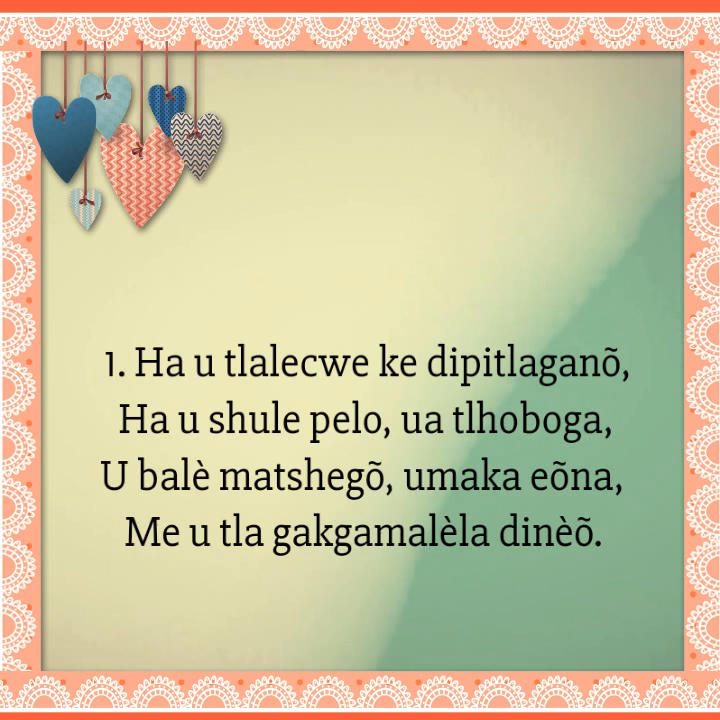 1. Ha u tlalecwe ke dipitlaganõ,
Ha u shule pelo, ua tlhoboga,
U balè matshegõ, umaka eõna,
Me u tla gakgamalèla dinèõ.